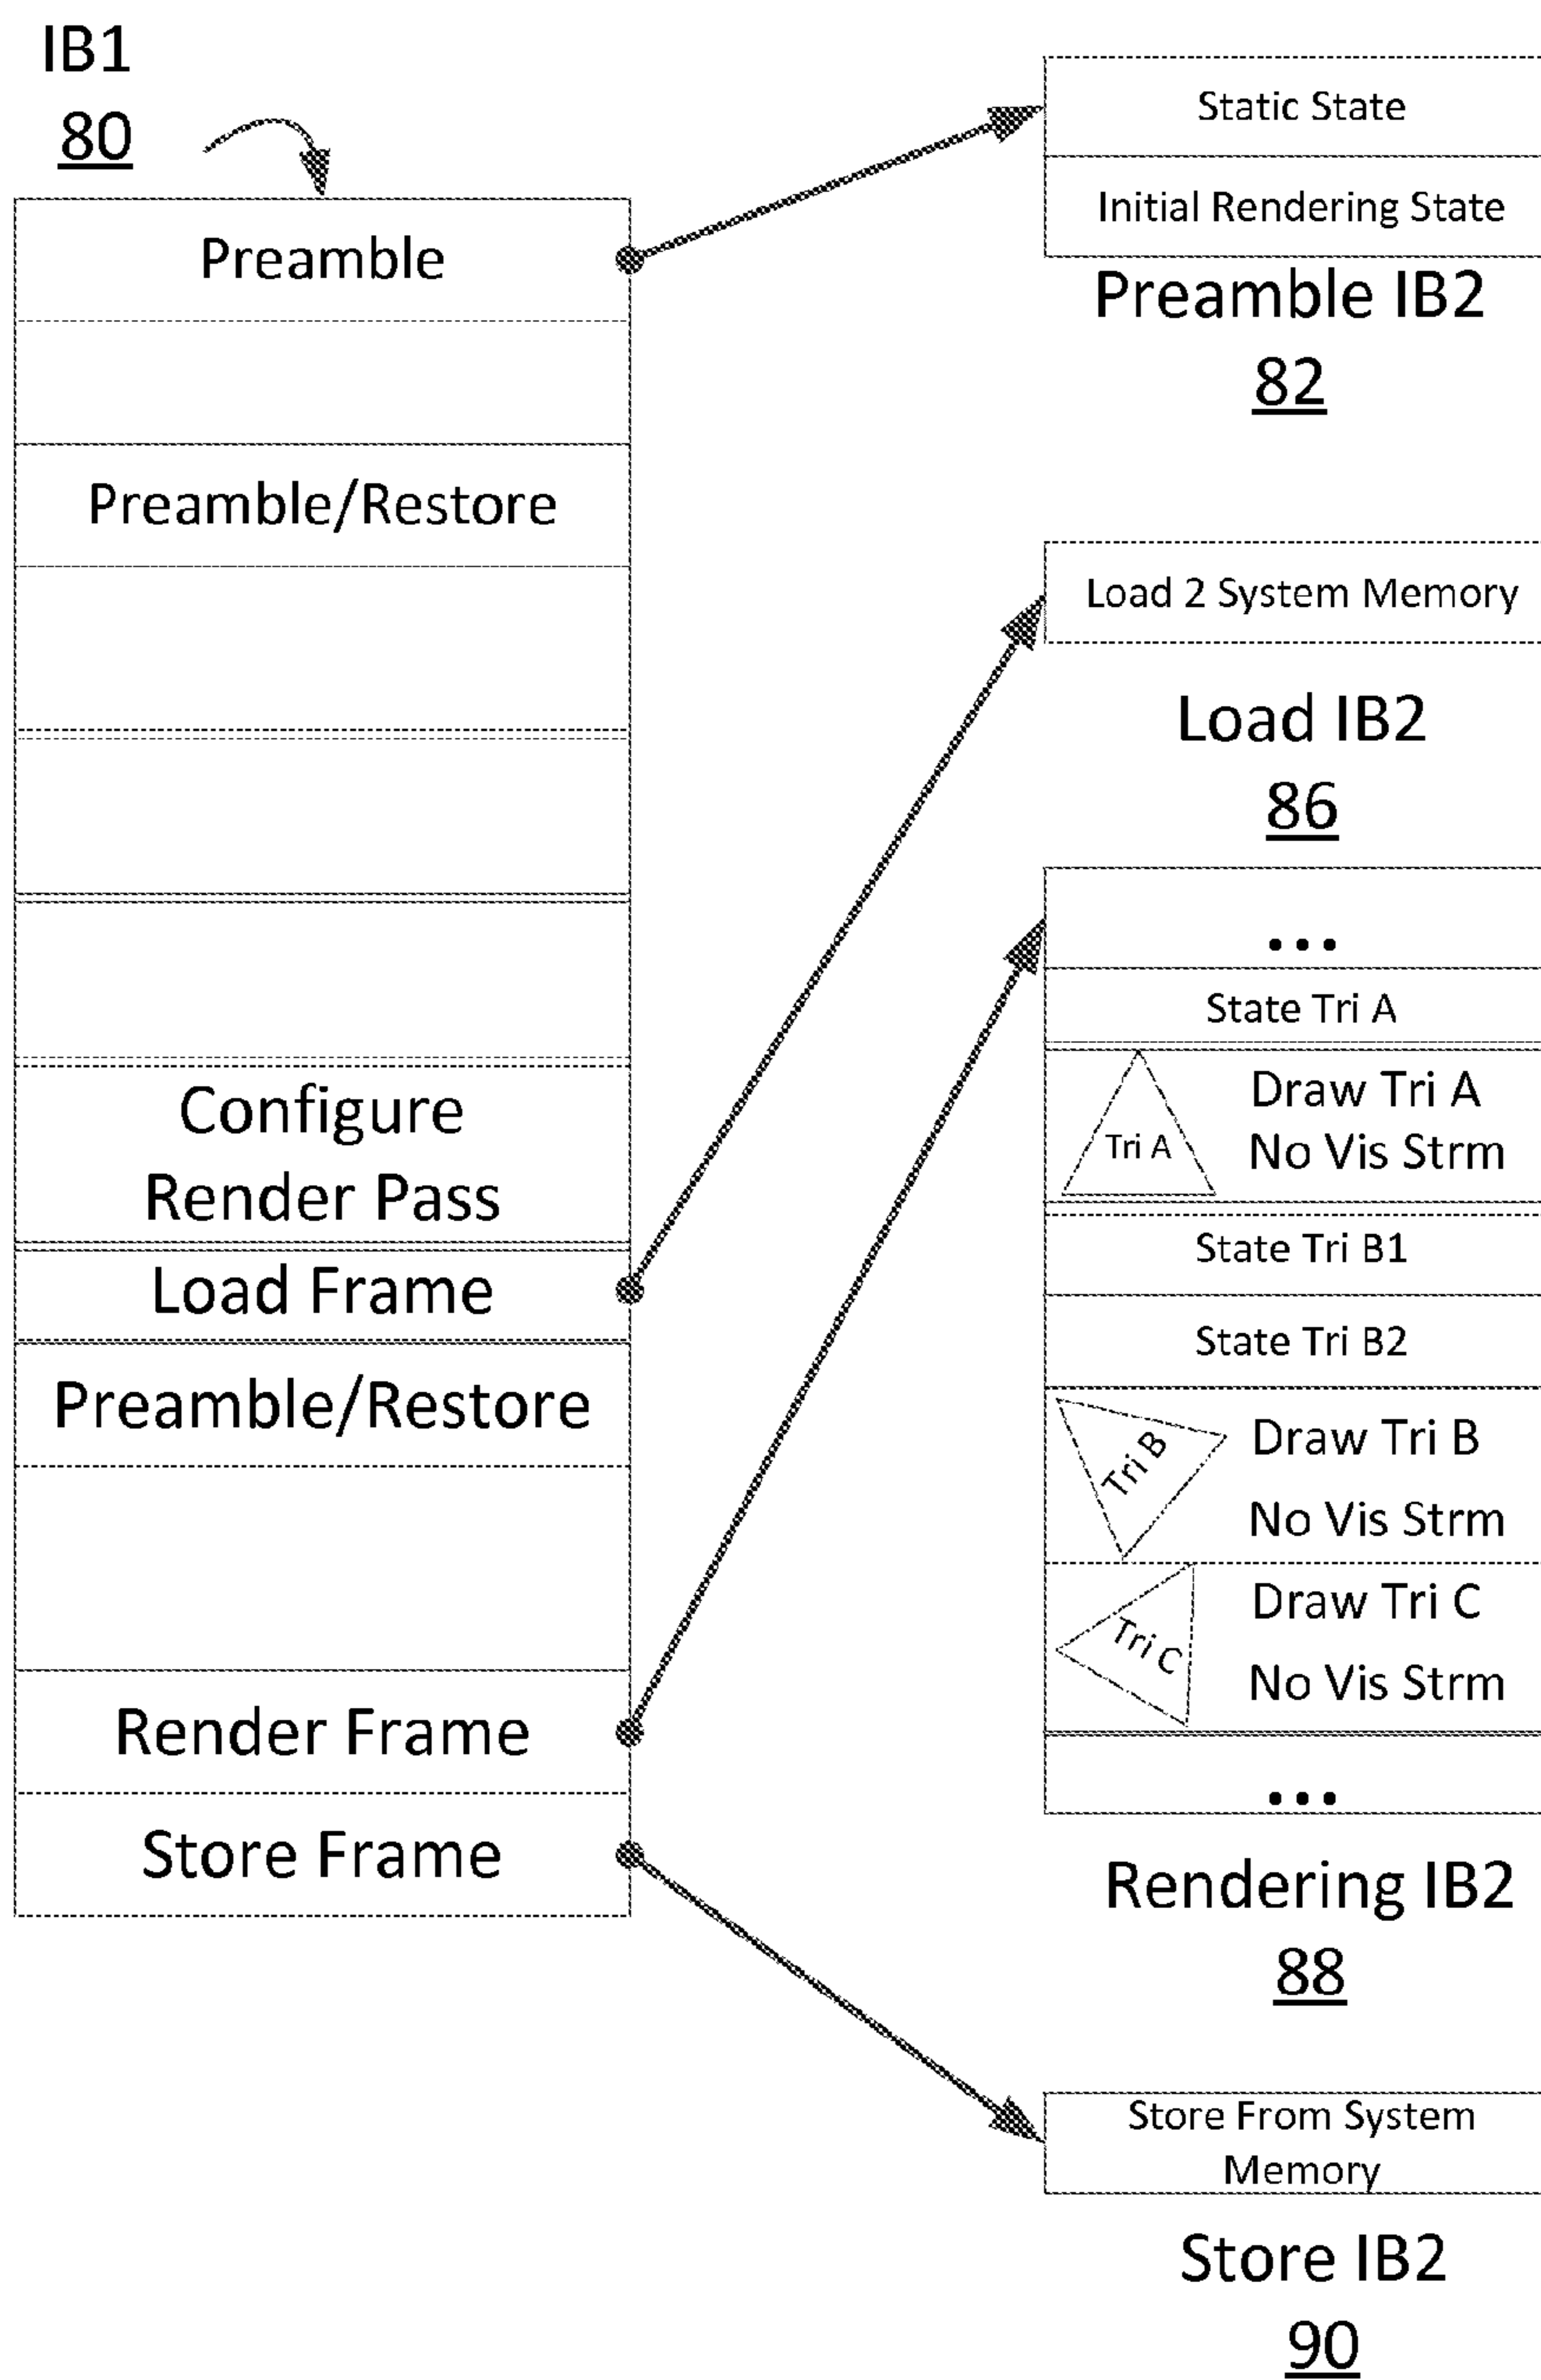 IB1
80
Preamble
Preamble/Restore
Configure
Render Pass
Load Frame
Preamble/Restore
Render Frame
Store Frame
Static State
Initial Rendering State
Preamble IB2
82
Load 2 System Memory
Load IB2
86
...
State Tri A
Tri A
Draw Tri A
No Vis Strm
State Tri B1
State Tri B2
Tri B
Draw Tri B
No Vis Strm
Tri C
Draw Tri C
No Vis Strm
...
Rendering IB2
88
Store From System
Memory
Store IB2
90